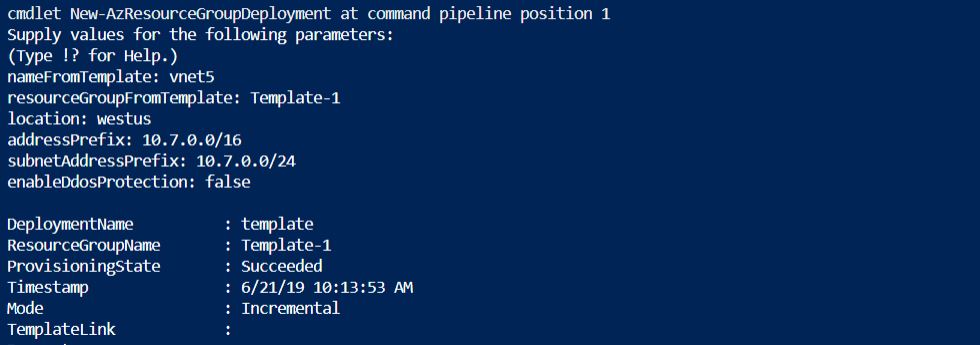 cmdlet New-AzResourceGroupDeployment at command pipeline position 1
Supply values for the following parameters:
(Type !? for Help.)
nameFromTemplate: vnet5
resourceGroupFromTemplate: Template-1
location: westus
addressPrefix: 10.7.0.0/16
subnetAddressPrefix: 10.7.0.0/24
enableDdosProtection: false
DeploymentName : template
ResourceGroupName : Template-1
ProvisioningState : Succeeded
Timestamp : 6/21/19 10:13:53 AM
Mode : Incremental
TemplateLink :